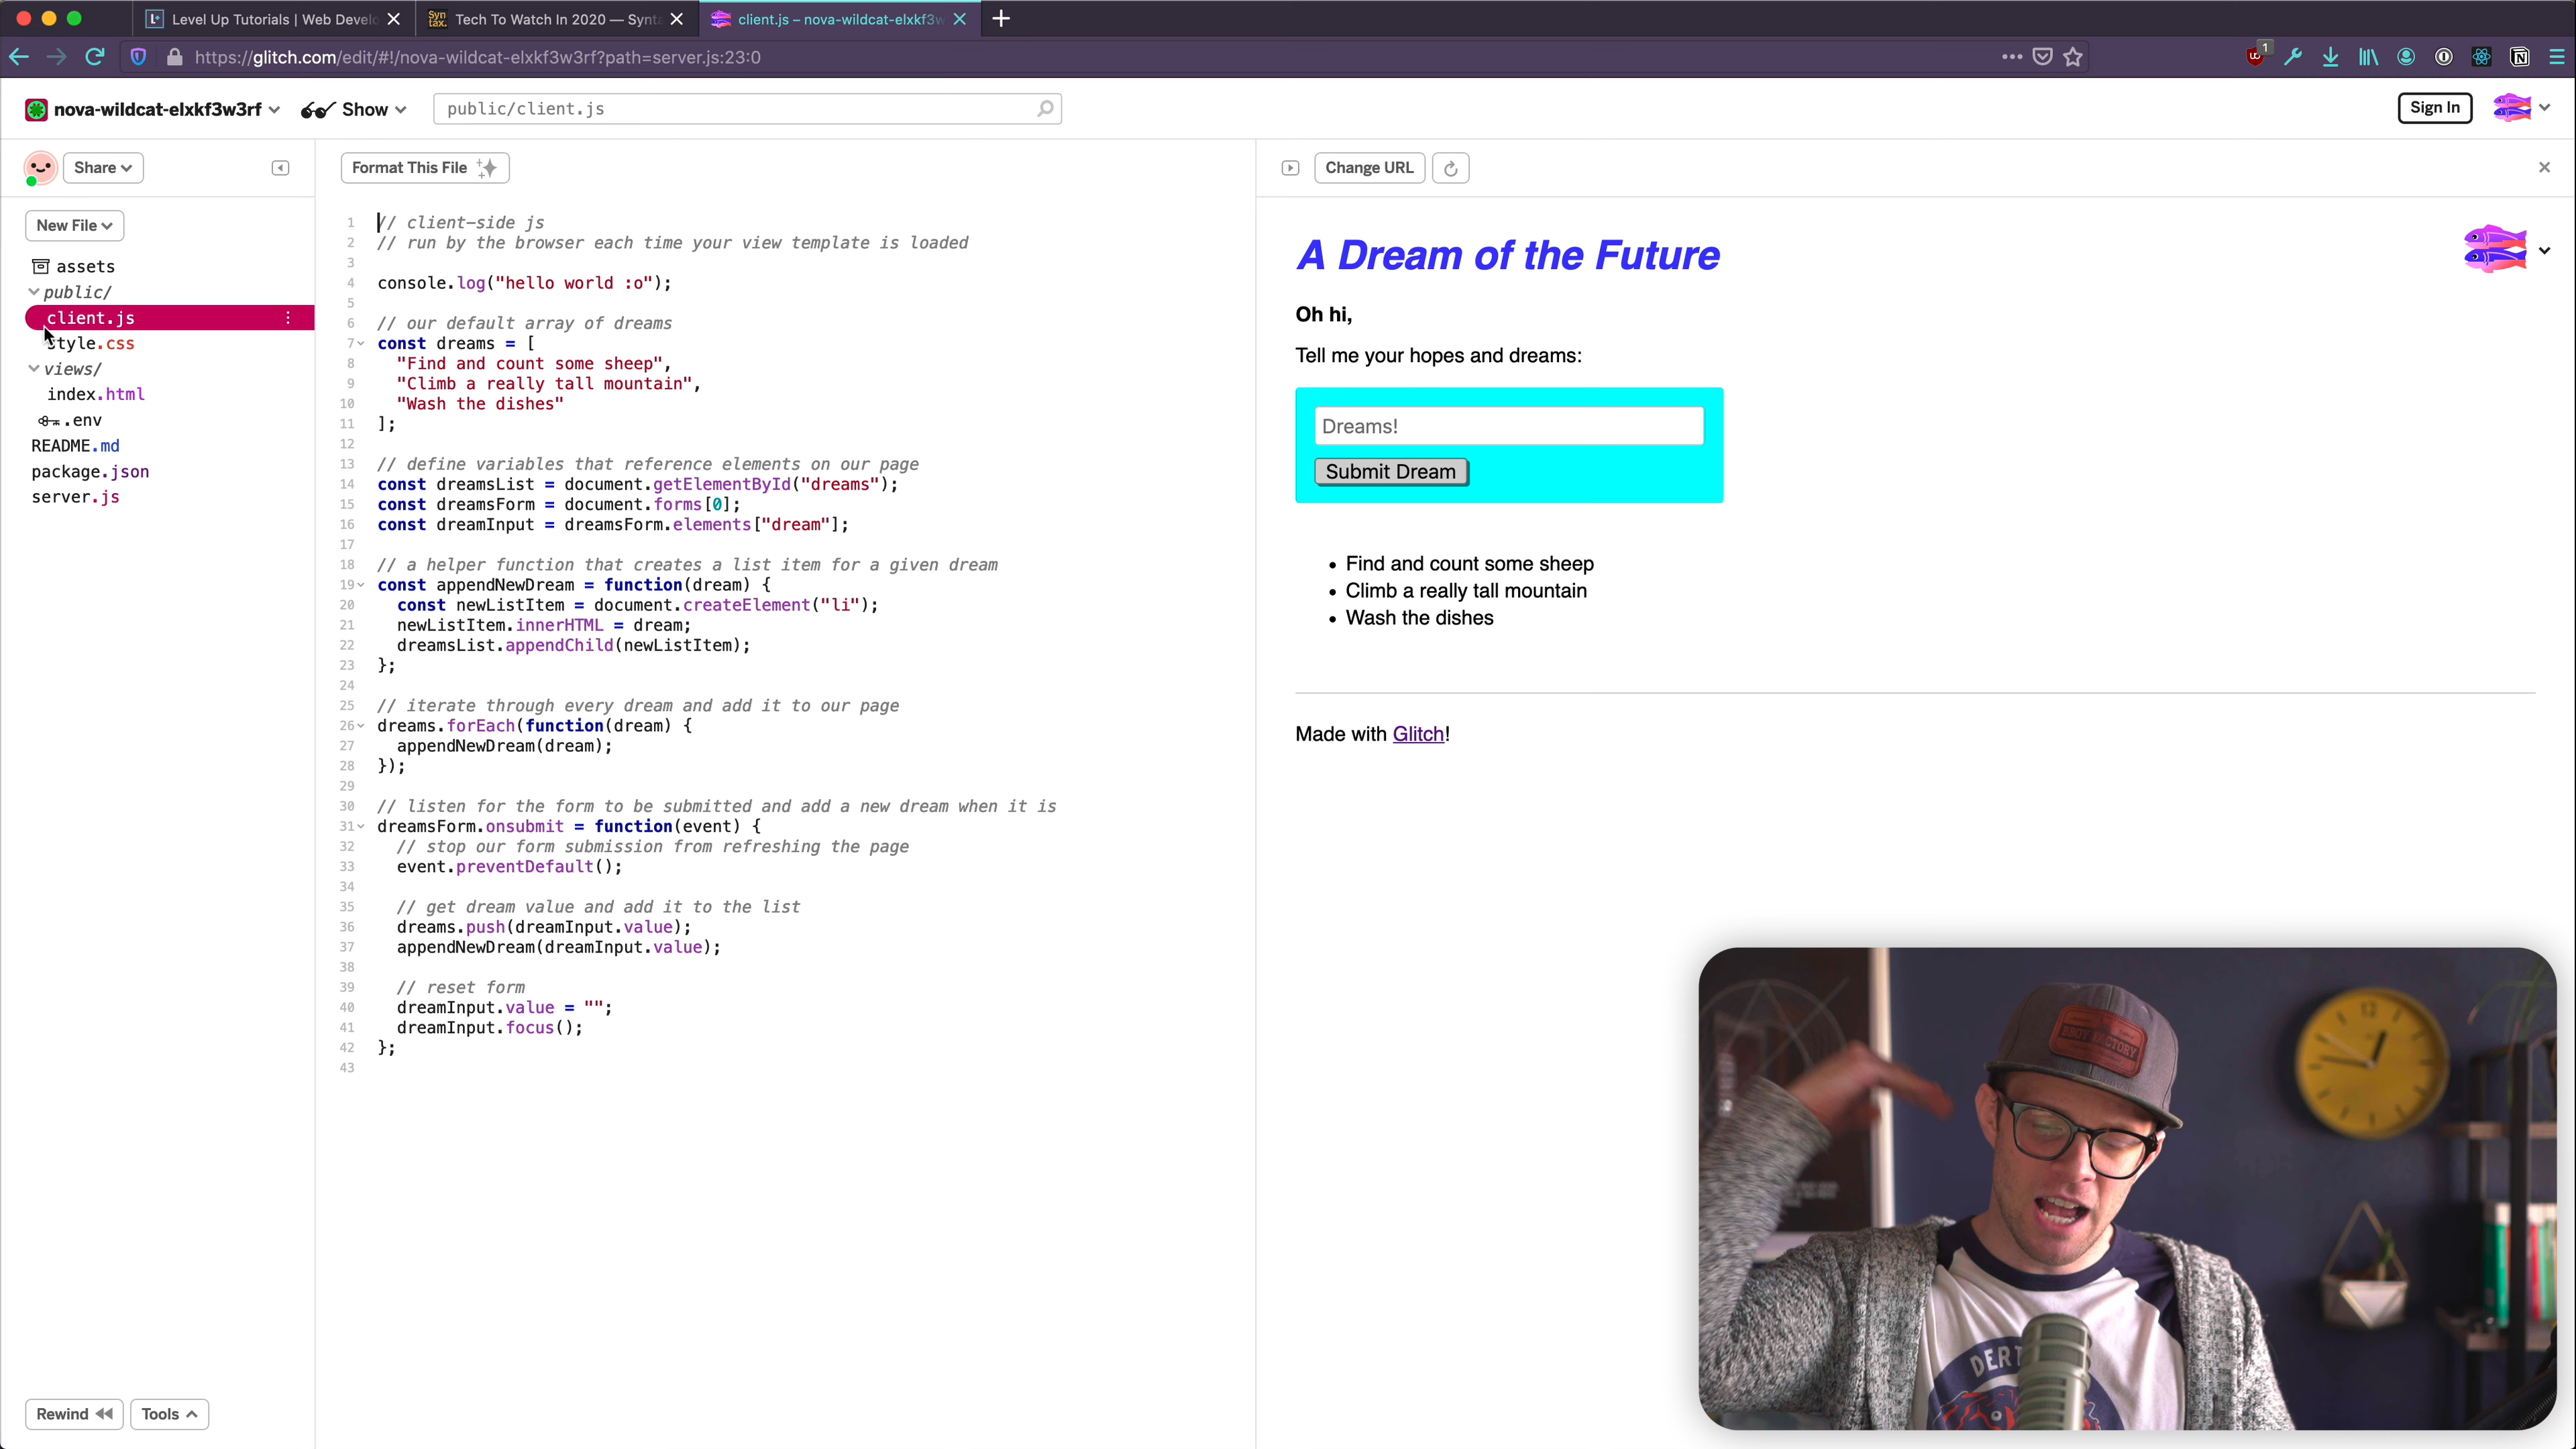 Level Up Tutorials | Web Develo
Syn tax. Tech To Watch In 2020 — Synta
client.js – nova-wildcat-elxkf3w
https://glitch.com/edit/#!/nova-wildcat-elxkf3w3rf?path=server.js:23:0
1
nova-wildcat-elxkf3w3rf
Show
public/client.js
Sign In
Share
Format This File
Change URL
New File
assets
public/
client.js
style.css
views/
index.html
.env
README.md
package.json
server.js
1 // client-side js
2 // run by the browser each time your view template is loaded
3
4 console.log("hello world :o");
5
6 // our default array of dreams
7 const dreams = [
8 "Find and count some sheep",
9 "Climb a really tall mountain",
10 "Wash the dishes"
11 ];
12
13 // define variables that reference elements on our page
14 const dreamsList = document.getElementById("dreams");
15 const dreamsForm = document.forms[0];
16 const dreamInput = dreamsForm.elements["dream"];
17
18 // a helper function that creates a list item for a given dream
19 const appendNewDream = function(dream) {
20 const newListItem = document.createElement("li");
21 newListItem.innerHTML = dream;
22 dreamsList.appendChild(newListItem);
23 };
24
25 // iterate through every dream and add it to our page
26 dreams.forEach(function(dream) {
27 appendNewDream(dream);
28 });
29
30 // listen for the form to be submitted and add a new dream when it is
31 dreamsForm.onsubmit = function(event) {
32 // stop our form submission from refreshing the page
33 event.preventDefault();
34
35 // get dream value and add it to the list
36 dreams.push(dreamInput.value);
37 appendNewDream(dreamInput.value);
38
39 // reset form
40 dreamInput.value = "";
41 dreamInput.focus();
42 };
43
A Dream of the Future
Oh hi,
Tell me your hopes and dreams:
Dreams!
Submit Dream
• Find and count some sheep
• Climb a really tall mountain
• Wash the dishes
Made with Glitch!
12
Rewind
Tools